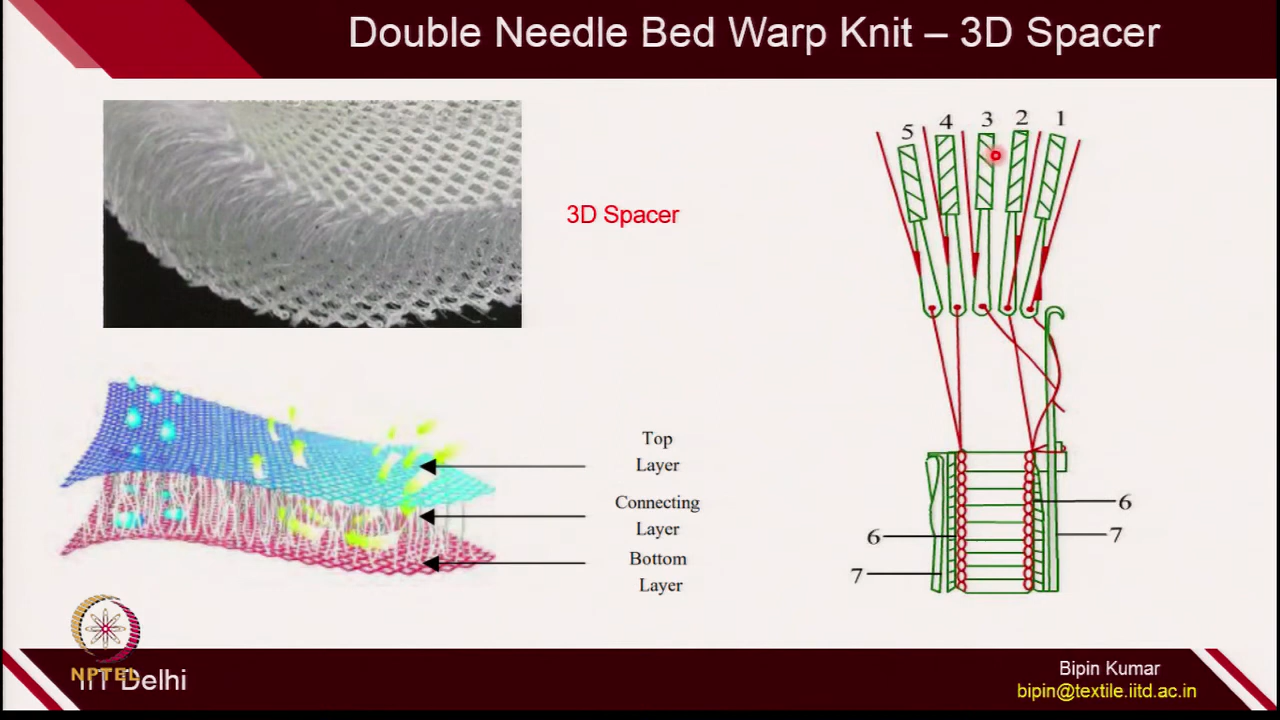 Double Needle Bed Warp Knit – 3D Spacer
3D Spacer
5 4 3 2 1
Top
Layer
Connecting
Layer
Bottom
Layer
6
7
6
7
NPTEL
IIT Delhi
Bipin Kumar
bipin@textile.iitd.ac.in